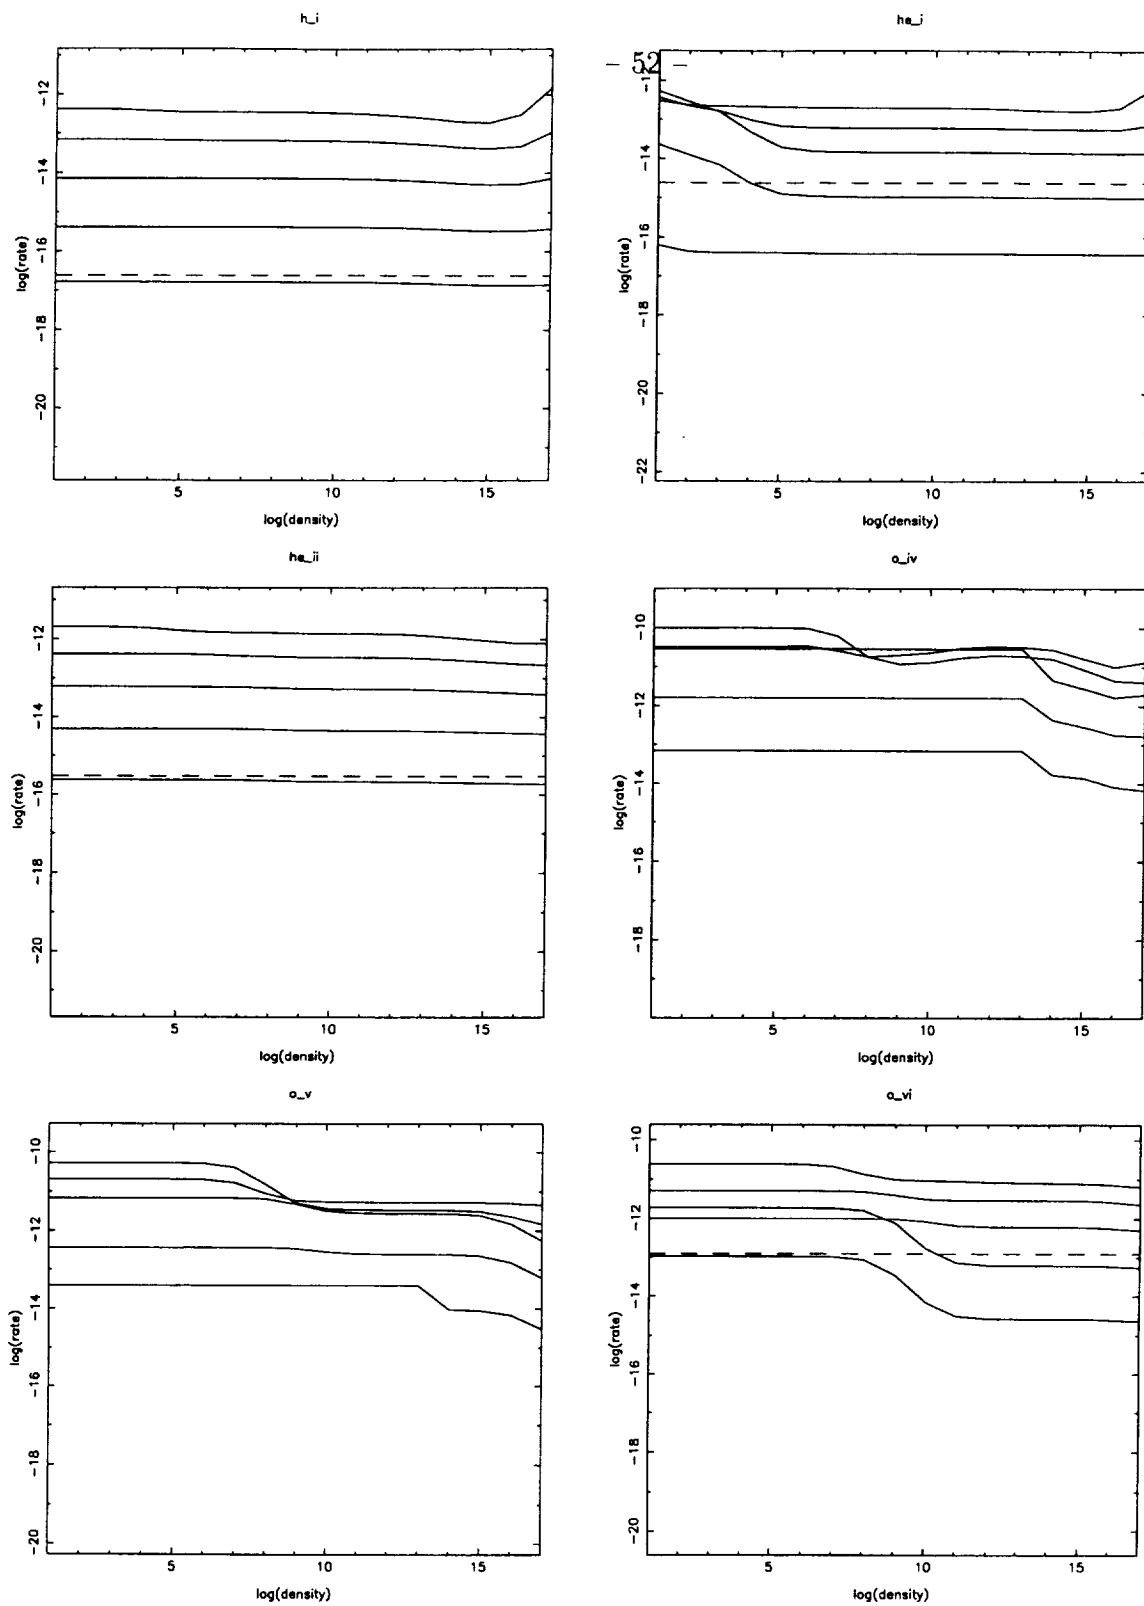 – 52 –
h_i
log(rate)
−12
−14
−16
−18
−20
5 10 15
log(density)
he_i
log(rate)
−12
−14
−16
−18
−20
−22
5 10 15
log(density)
he_ii
log(rate)
−12
−14
−16
−18
−20
5 10 15
log(density)
o_iv
log(rate)
−10
−12
−14
−16
−18
5 10 15
log(density)
o_v
log(rate)
−10
−12
−14
−16
−18
−20
5 10 15
log(density)
o_vi
log(rate)
−10
−12
−14
−16
−18
−20
5 10 15
log(density)